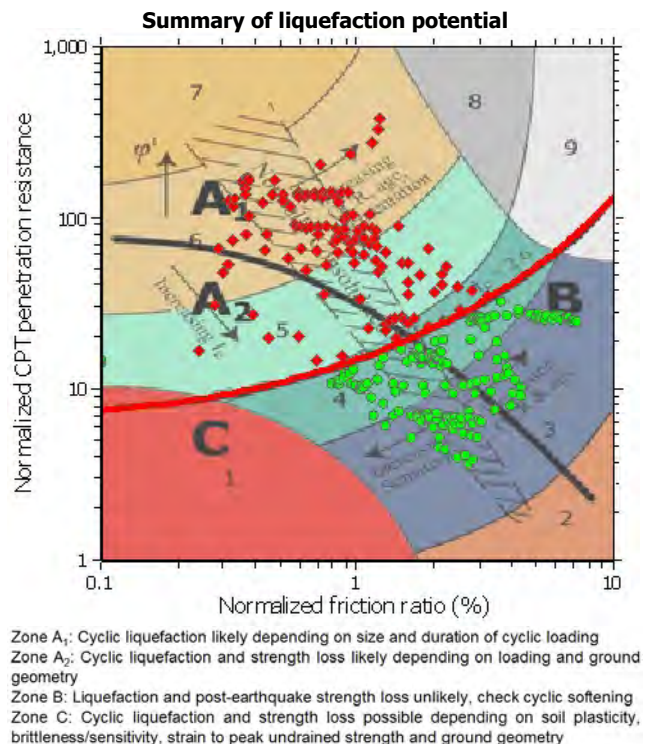 Summary of liquefaction potential
Normalized CPT penetration resistance
1,000
100
10
1
7
8
9
φ'
A1
6
A2
Increasing Ic
5
B
4
C
3
1
2
0.1
1
10
Normalized friction ratio (%)
Zone A1: Cyclic liquefaction likely depending on size and duration of cyclic loading
Zone A2: Cyclic liquefaction and strength loss likely depending on loading and ground
geometry
Zone B: Liquefaction and post-earthquake strength loss unlikely, check cyclic softening
Zone C: Cyclic liquefaction and strength loss possible depending on soil plasticity,
brittleness/sensitivity, strain to peak undrained strength and ground geometry